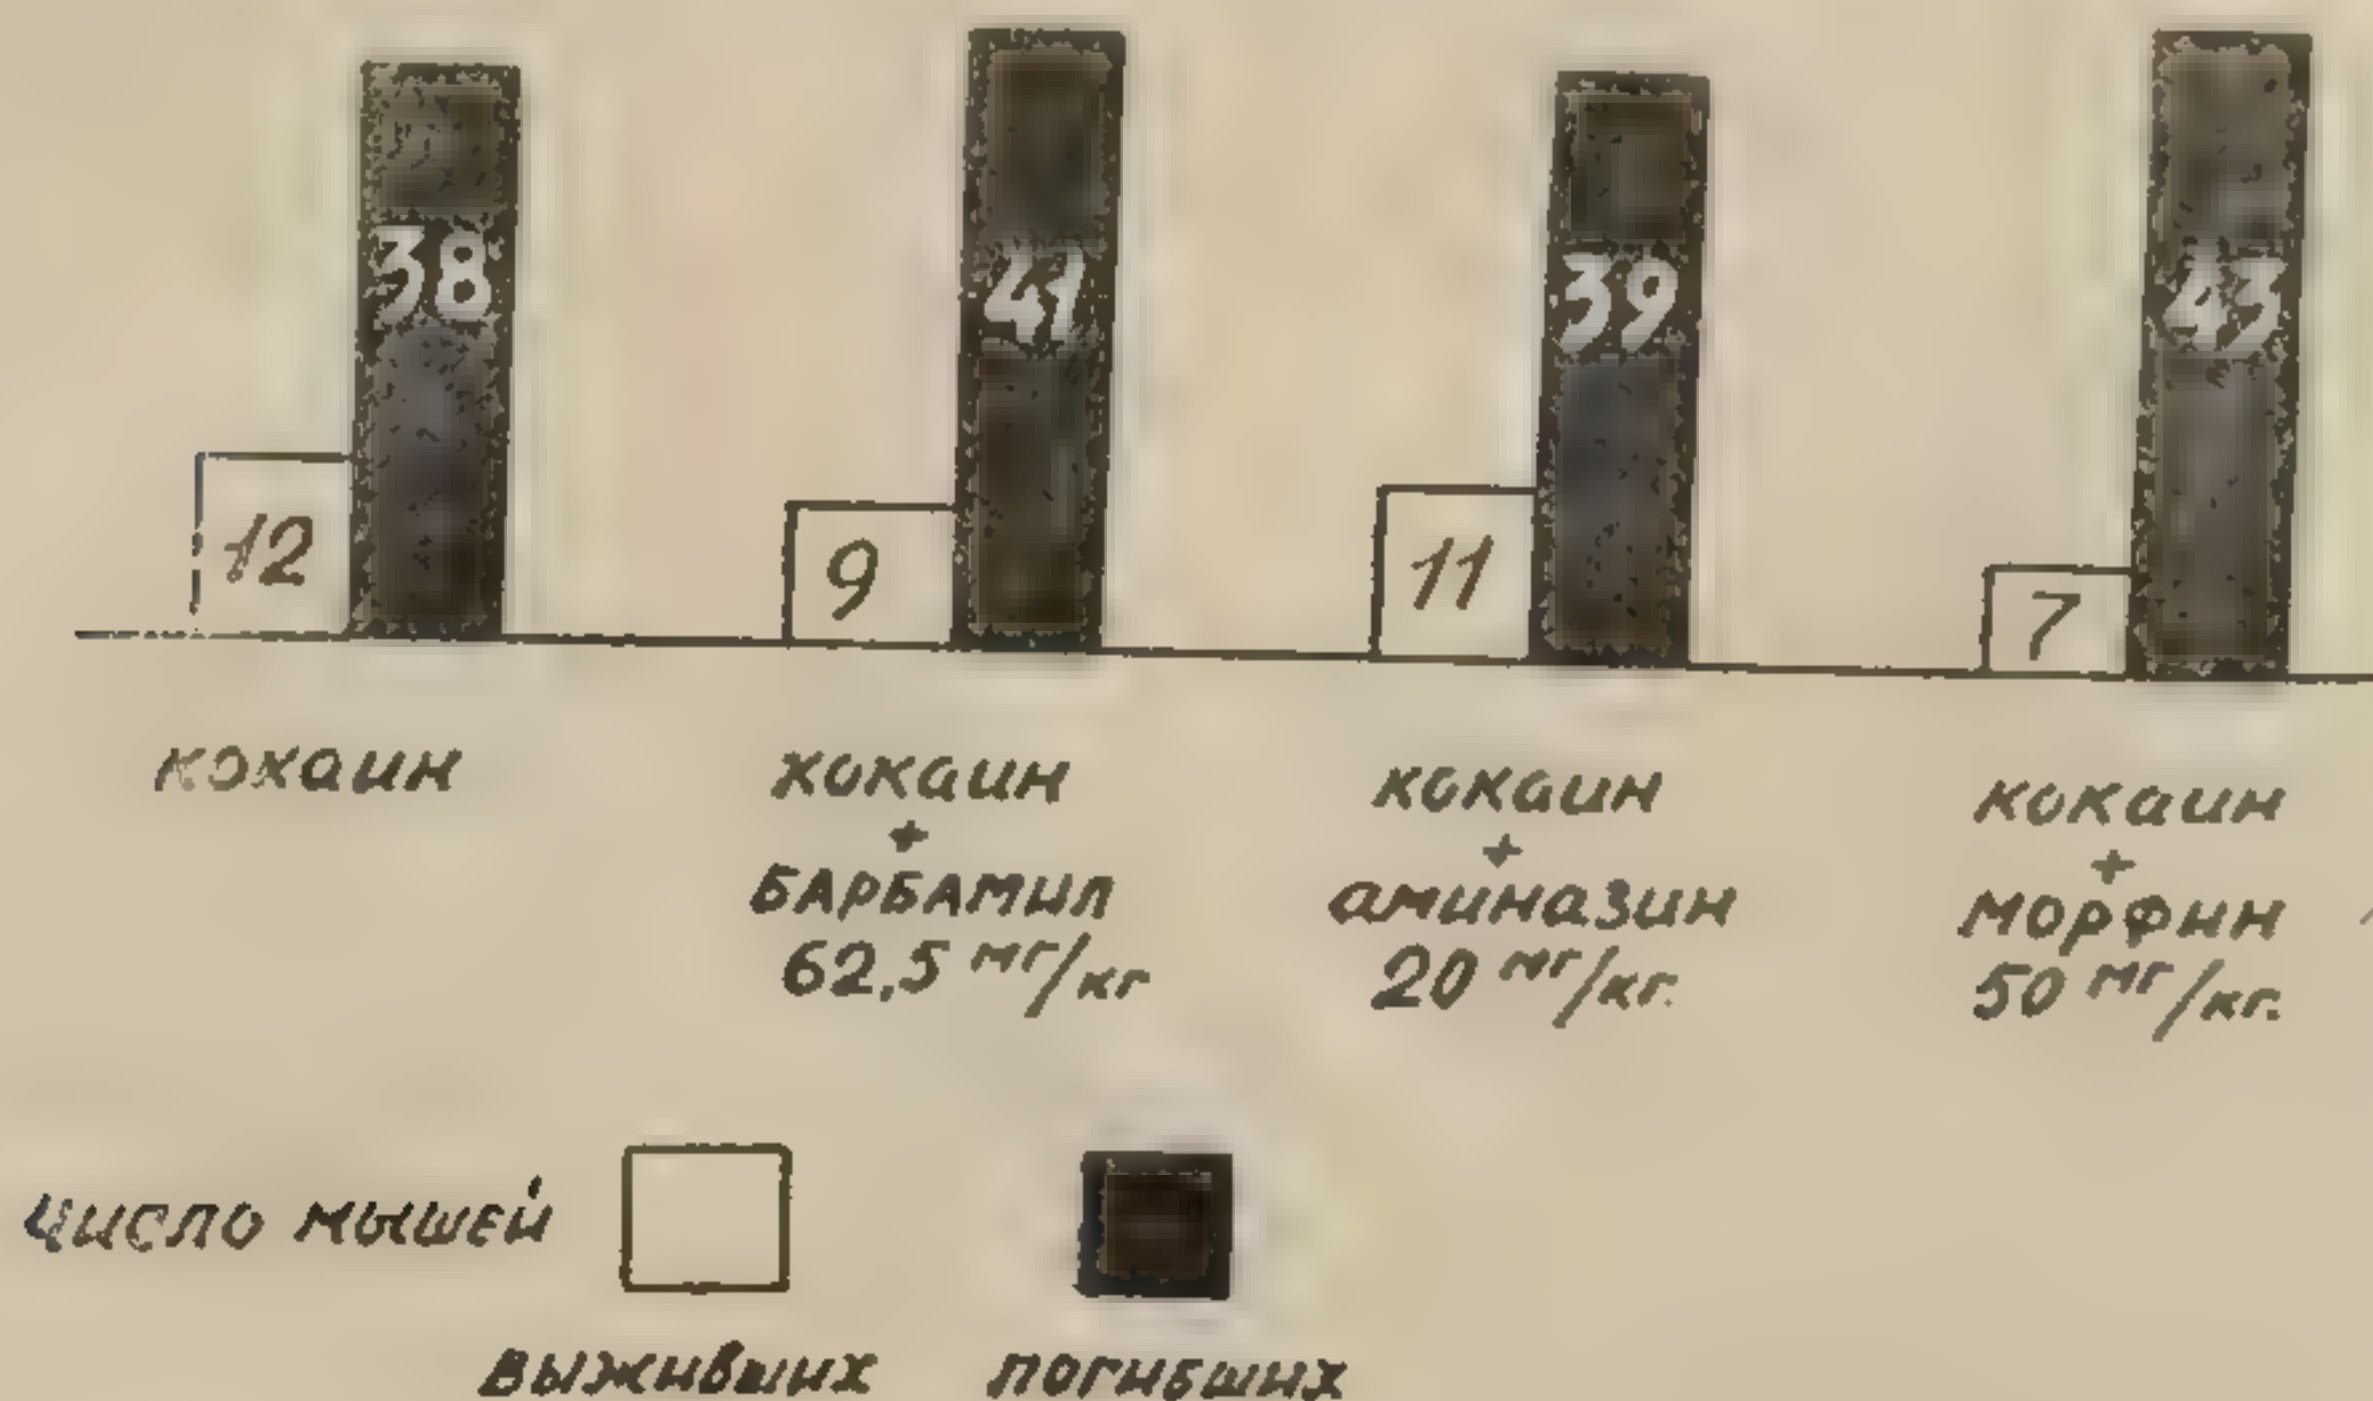 38
41
39
43
12
9
11
7
кокаин
кокаин
+
БАРБАМИЛ
62,5 мг/кг
кокаин
+
аминазин
20 мг/кг.
кокаин
+
морфин
50 мг/кг.
число мышей
выживших
погибших